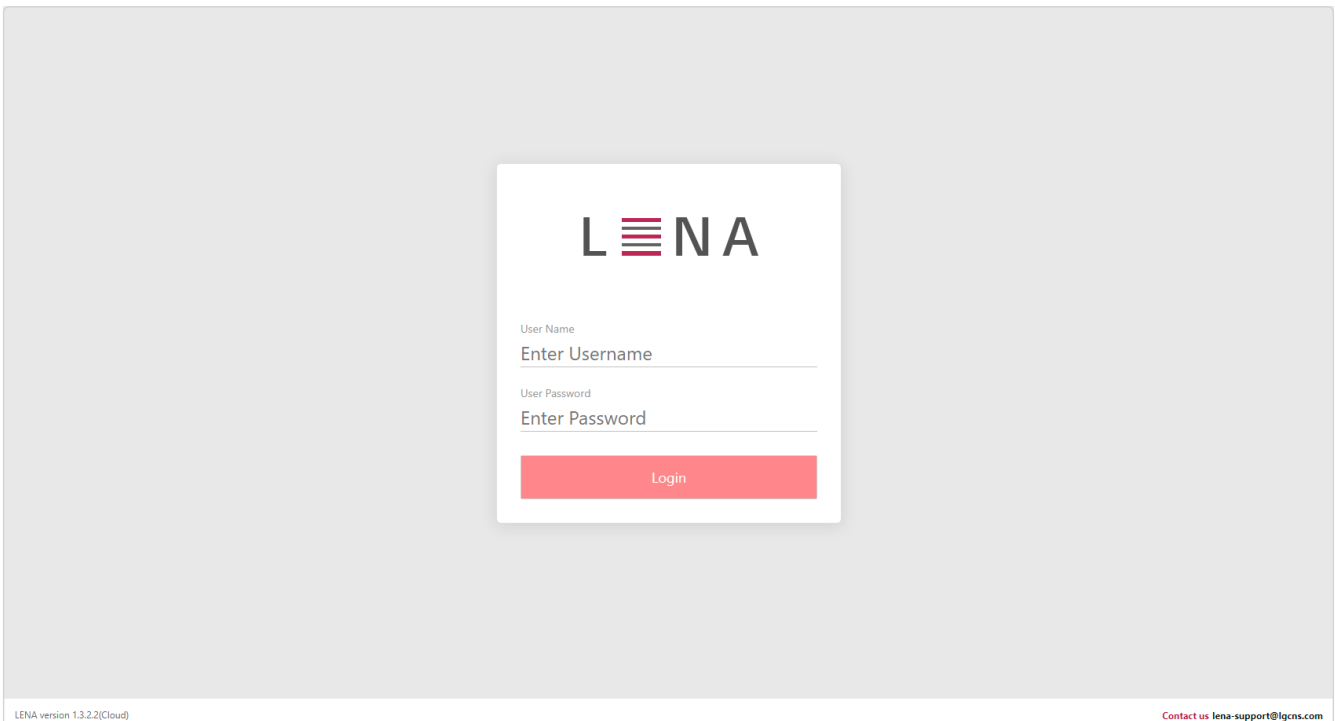 LENA
User Name
Enter Username
User Password
Enter Password
Login
LENA version 1.3.2.2(Cloud)
Contact us lena-support@lgcns.com